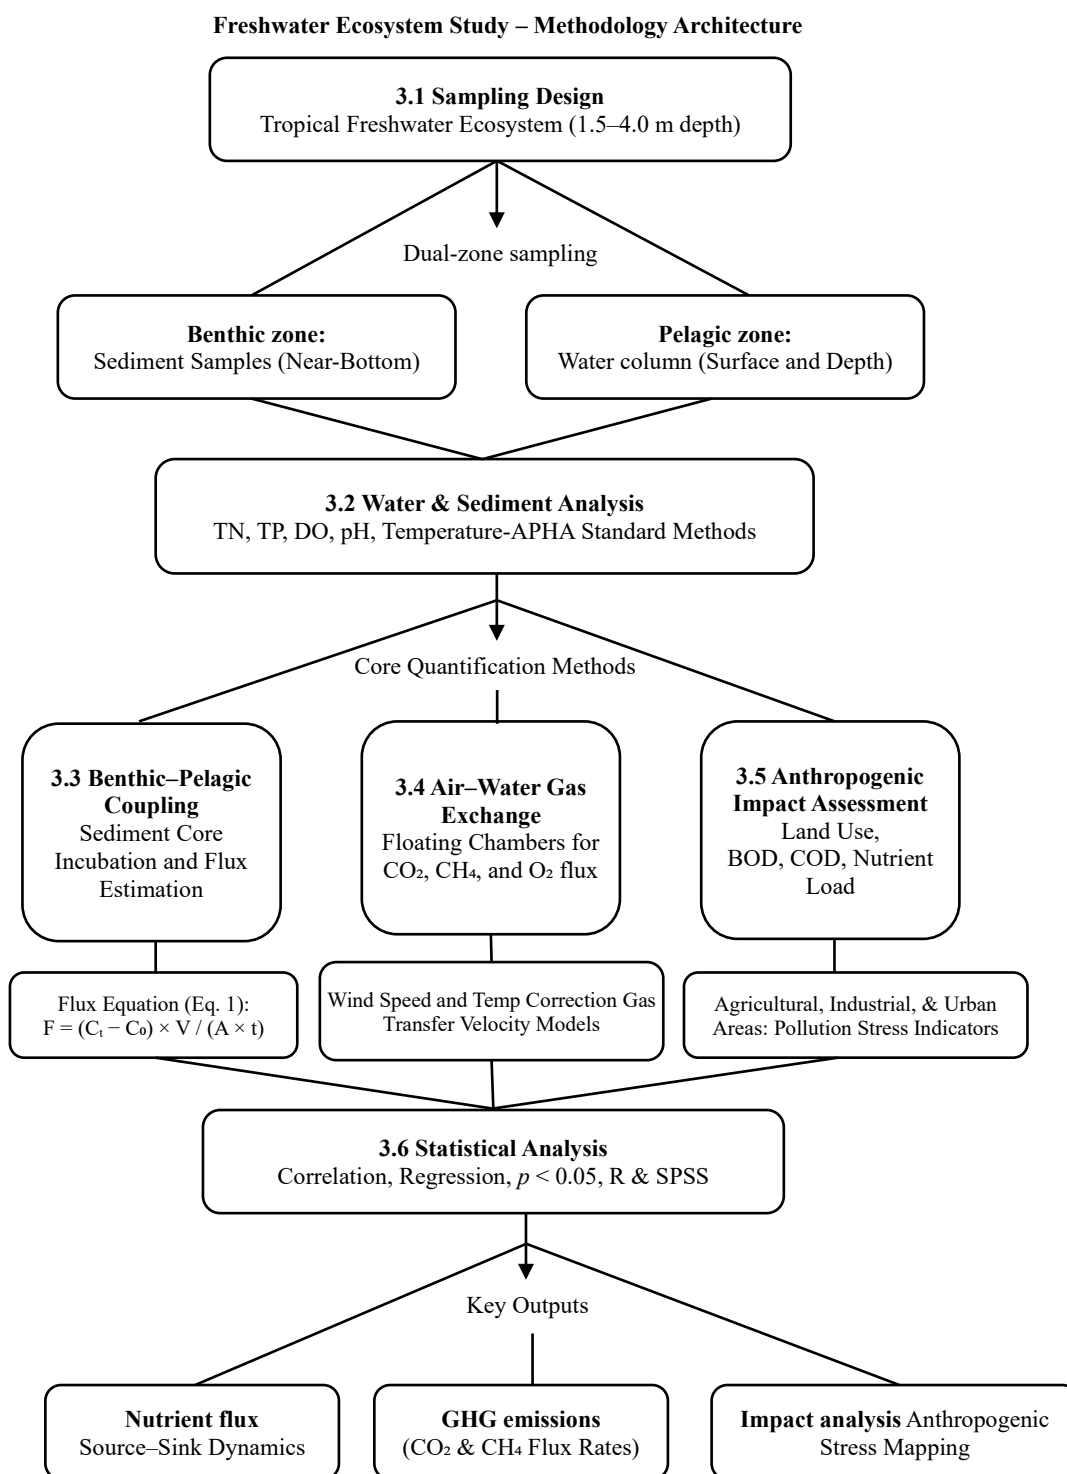 Freshwater Ecosystem Study – Methodology Architecture
3.1 Sampling Design
Tropical Freshwater Ecosystem (1.5–4.0 m depth)
Dual-zone sampling
Benthic zone:
Sediment Samples (Near-Bottom)
Pelagic zone:
Water column (Surface and Depth)
3.2 Water & Sediment Analysis
TN, TP, DO, pH, Temperature-APHA Standard Methods
Core Quantification Methods
3.3 Benthic–Pelagic
Coupling
Sediment Core
Incubation and Flux
Estimation
3.4 Air–Water Gas
Exchange
Floating Chambers for
CO₂, CH₄, and O₂ flux
3.5 Anthropogenic
Impact Assessment
Land Use,
BOD, COD, Nutrient
Load
Flux Equation (Eq. 1):
F = (Cₜ − C₀) × V / (A × t)
Wind Speed and Temp Correction Gas
Transfer Velocity Models
Agricultural, Industrial, & Urban
Areas: Pollution Stress Indicators
3.6 Statistical Analysis
Correlation, Regression, p < 0.05, R & SPSS
Key Outputs
Nutrient flux
Source–Sink Dynamics
GHG emissions
(CO₂ & CH₄ Flux Rates)
Impact analysis Anthropogenic
Stress Mapping